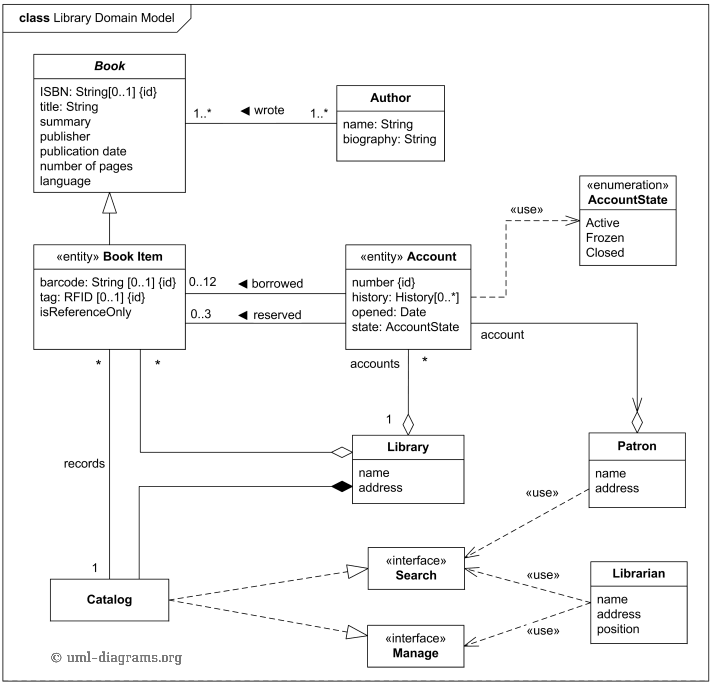 class Library Domain Model
Book
ISBN: String[0..1] {id}
title: String
summary
publisher
publication date
number of pages
language
1..* ◄ wrote 1..*
Author
name: String
biography: String
«enumeration»
AccountState
Active
Frozen
Closed
«use»
«entity» Book Item
barcode: String [0..1] {id}
tag: RFID [0..1] {id}
isReferenceOnly
0..12 ◄ borrowed
0..3 ◄ reserved
«entity» Account
number {id}
history: History[0..*]
opened: Date
state: AccountState
account
* *
accounts *
1
Library
name
address
Patron
name
address
records
«use»
1
Catalog
«interface»
Search
«use»
«interface»
Manage
«use»
Librarian
name
address
position
© uml-diagrams.org